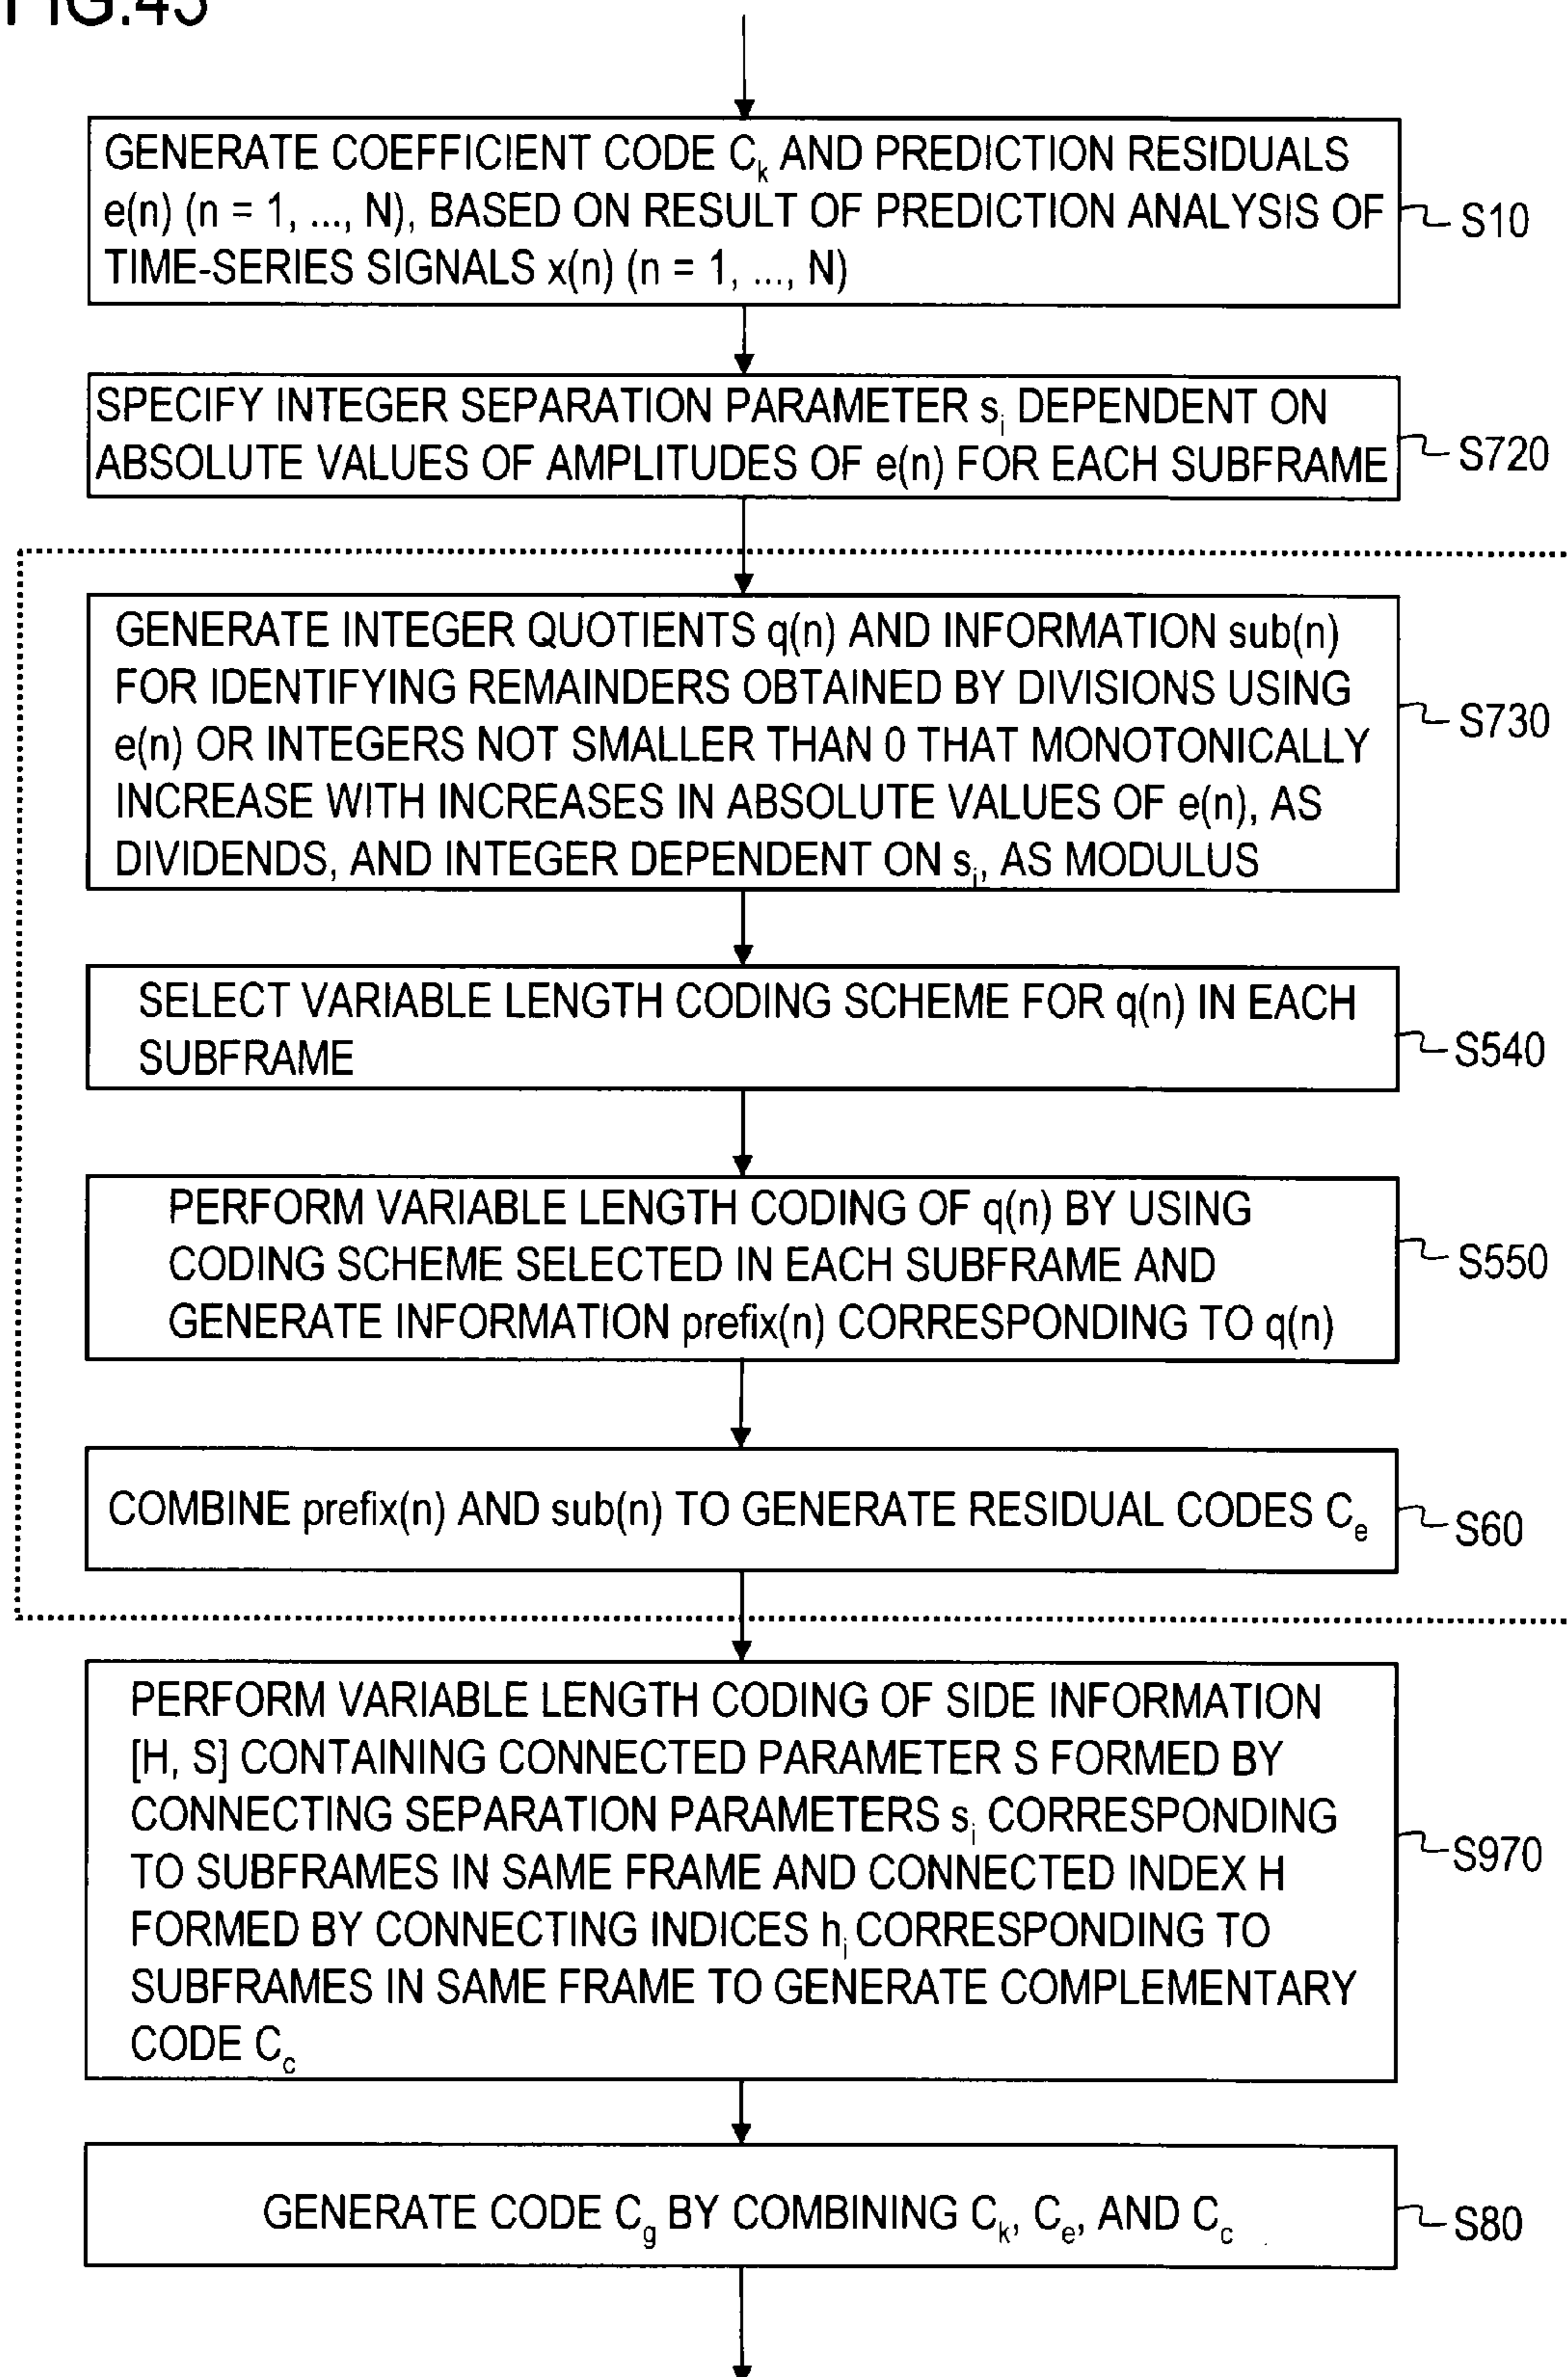 FIG.45
GENERATE COEFFICIENT CODE Ck AND PREDICTION RESIDUALS
e(n) (n = 1, ..., N), BASED ON RESULT OF PREDICTION ANALYSIS OF
TIME-SERIES SIGNALS x(n) (n = 1, ..., N)
S10
SPECIFY INTEGER SEPARATION PARAMETER si DEPENDENT ON
ABSOLUTE VALUES OF AMPLITUDES OF e(n) FOR EACH SUBFRAME
S720
GENERATE INTEGER QUOTIENTS q(n) AND INFORMATION sub(n)
FOR IDENTIFYING REMAINDERS OBTAINED BY DIVISIONS USING
e(n) OR INTEGERS NOT SMALLER THAN 0 THAT MONOTONICALLY
INCREASE WITH INCREASES IN ABSOLUTE VALUES OF e(n), AS
DIVIDENDS, AND INTEGER DEPENDENT ON si, AS MODULUS
S730
SELECT VARIABLE LENGTH CODING SCHEME FOR q(n) IN EACH
SUBFRAME
S540
PERFORM VARIABLE LENGTH CODING OF q(n) BY USING
CODING SCHEME SELECTED IN EACH SUBFRAME AND
GENERATE INFORMATION prefix(n) CORRESPONDING TO q(n)
S550
COMBINE prefix(n) AND sub(n) TO GENERATE RESIDUAL CODES Ce
S60
PERFORM VARIABLE LENGTH CODING OF SIDE INFORMATION
[H, S] CONTAINING CONNECTED PARAMETER S FORMED BY
CONNECTING SEPARATION PARAMETERS si CORRESPONDING
TO SUBFRAMES IN SAME FRAME AND CONNECTED INDEX H
FORMED BY CONNECTING INDICES hi CORRESPONDING TO
SUBFRAMES IN SAME FRAME TO GENERATE COMPLEMENTARY
CODE Cc
S970
GENERATE CODE Cg BY COMBINING Ck, Ce, AND Cc
S80